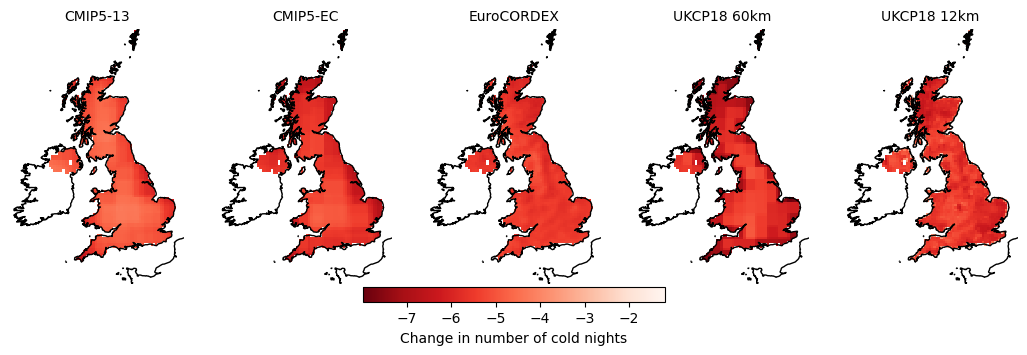 CMIP5-13
CMIP5-EC
EuroCORDEX
UKCP18 60km
UKCP18 12km
−7 −6 −5 −4 −3 −2
Change in number of cold nights